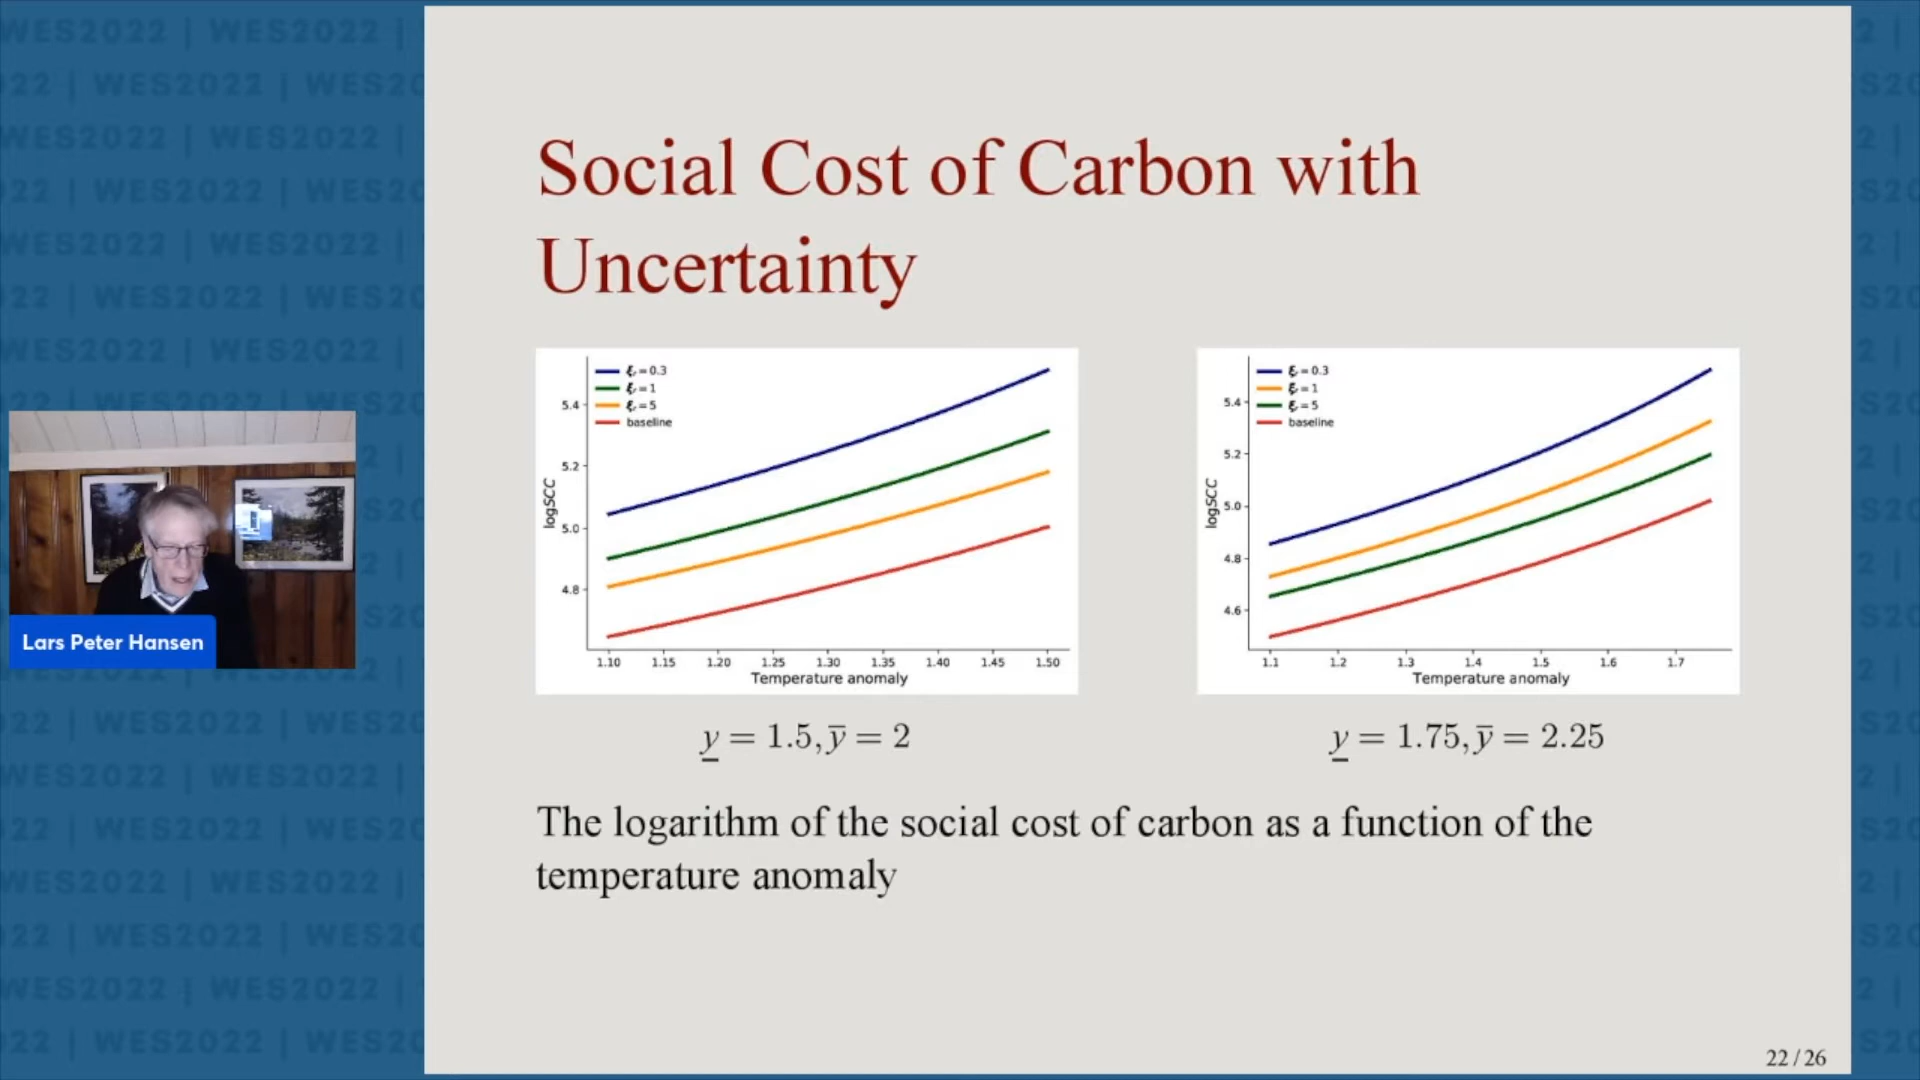 WES2022 | WES2022 |
Social Cost of Carbon with
Uncertainty
ξᵣ = 0.3
ξᵣ = 1
ξᵣ = 5
baseline
5.4
5.2
5.0
4.8
logSCC
1.10 1.15 1.20 1.25 1.30 1.35 1.40 1.45 1.50
Temperature anomaly
y̲ = 1.5, y̅ = 2
ξᵣ = 0.3
ξᵣ = 1
ξᵣ = 5
baseline
5.4
5.2
5.0
4.8
4.6
logSCC
1.1 1.2 1.3 1.4 1.5 1.6 1.7
Temperature anomaly
y̲ = 1.75, y̅ = 2.25
The logarithm of the social cost of carbon as a function of the
temperature anomaly
Lars Peter Hansen
22 / 26